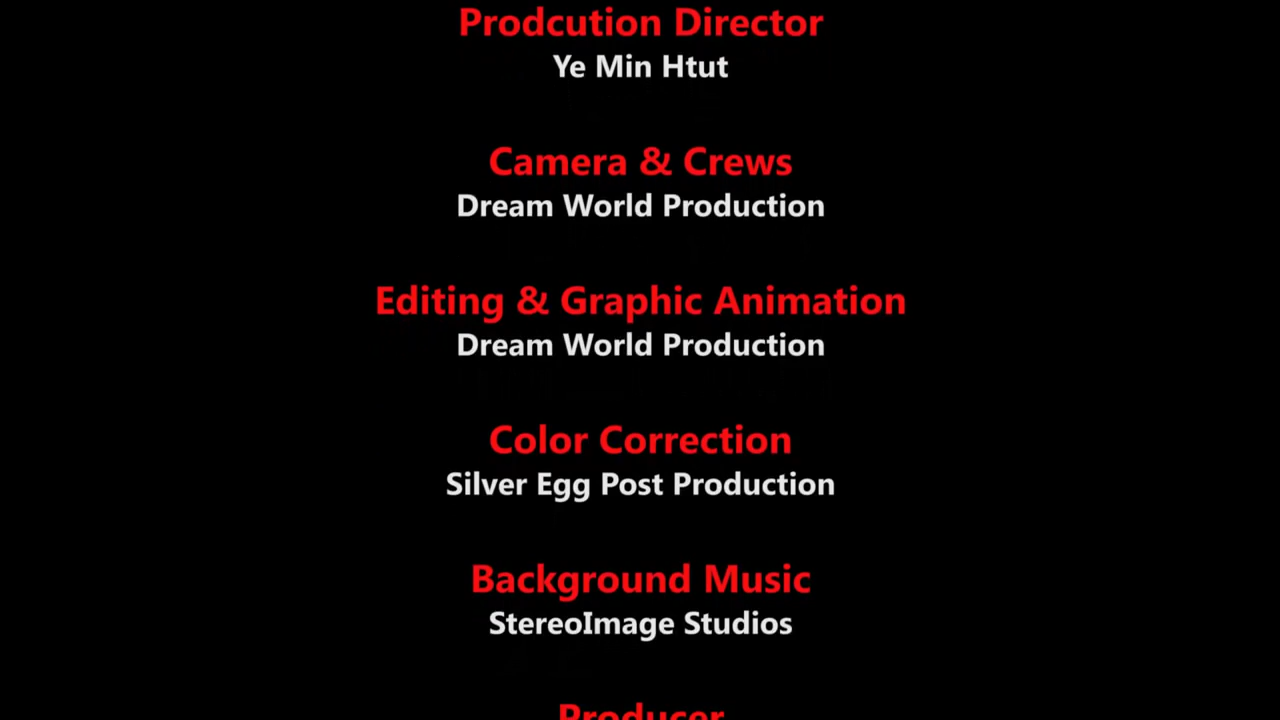 Prodcution Director
Ye Min Htut
Camera & Crews
Dream World Production
Editing & Graphic Animation
Dream World Production
Color Correction
Silver Egg Post Production
Background Music
StereoImage Studios
Producer